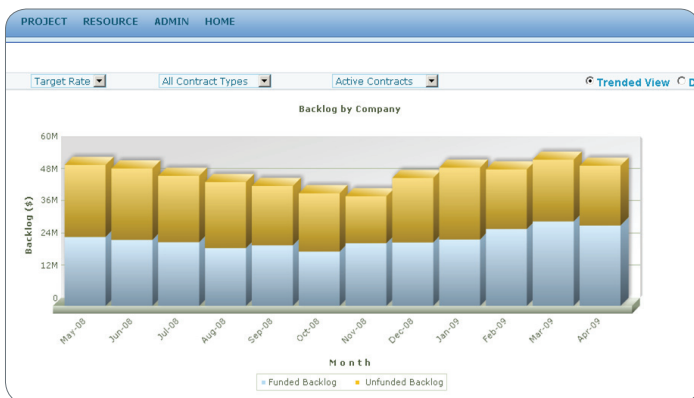 PROJECT RESOURCE ADMIN HOME
Target Rate All Contract Types Active Contracts Trended View D
Backlog by Company
60M
48M
36M
24M
12M
0
Backlog ($)
May-08 Jun-08 Jul-08 Aug-08 Sep-08 Oct-08 Nov-08 Dec-08 Jan-09 Feb-09 Mar-09 Apr-09
Month
Funded Backlog Unfunded Backlog